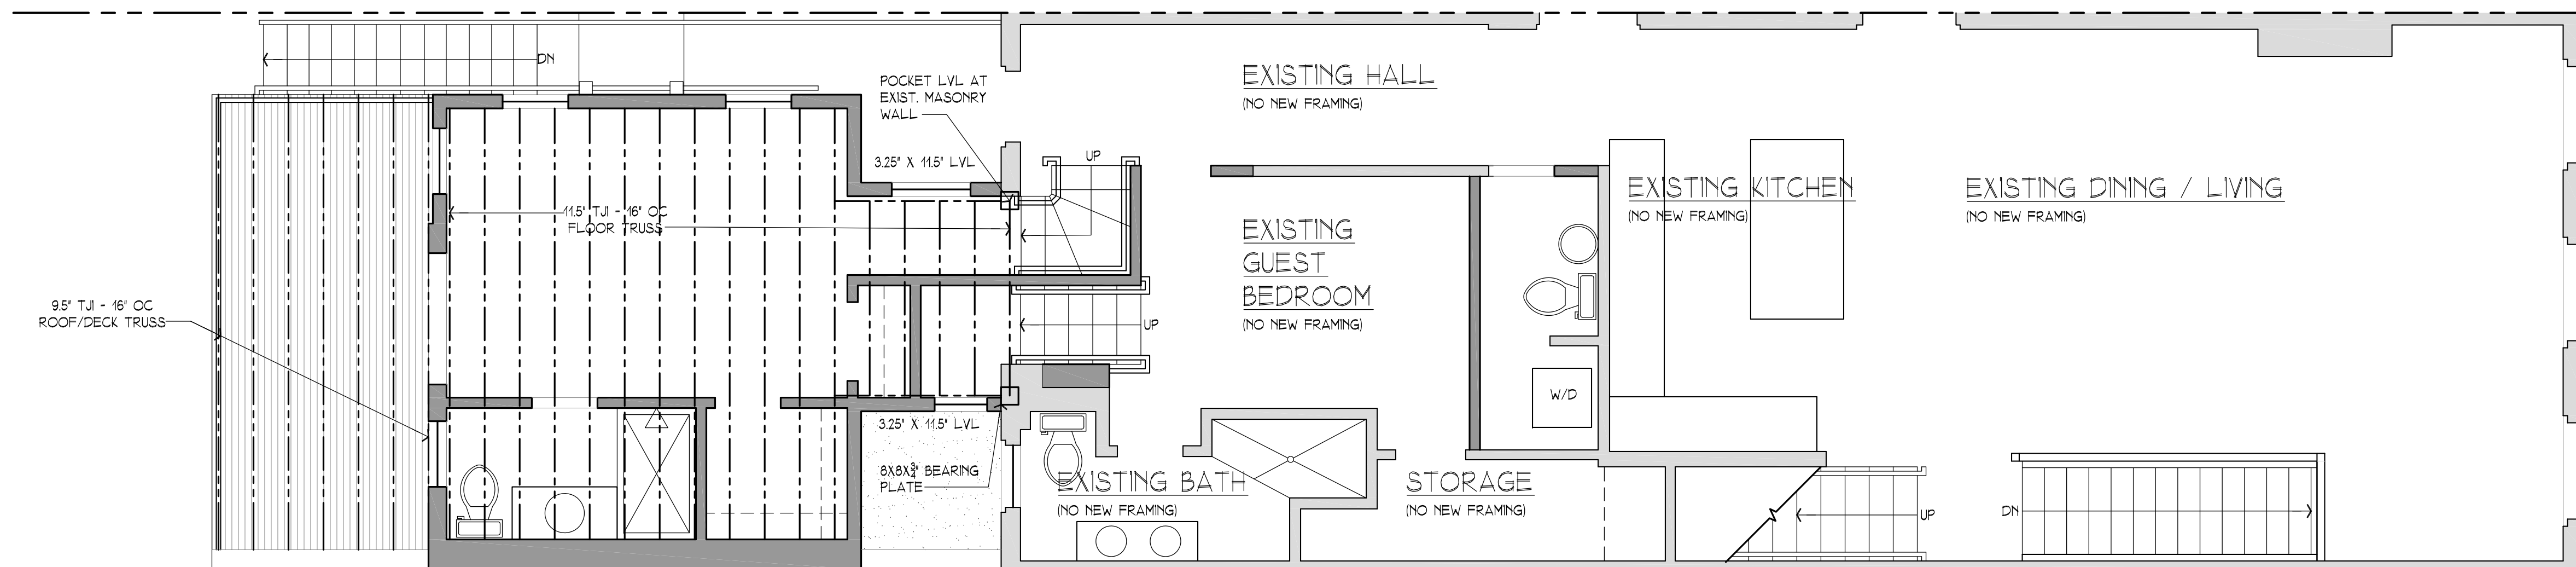 DN
POCKET LVL AT
EXIST. MASONRY
WALL
3.25" X 11.5" LVL
UP
EXISTING HALL
(NO NEW FRAMING)
11.5" TJI - 16" OC
FLOOR TRUSS
EXISTING
GUEST
BEDROOM
(NO NEW FRAMING)
EXISTING KITCHEN
(NO NEW FRAMING)
EXISTING DINING / LIVING
(NO NEW FRAMING)
9.5" TJI - 16" OC
ROOF/DECK TRUSS
UP
W/D
3.25" X 11.5" LVL
8X8X3/4" BEARING
PLATE
EXISTING BATH
(NO NEW FRAMING)
STORAGE
(NO NEW FRAMING)
UP
DN